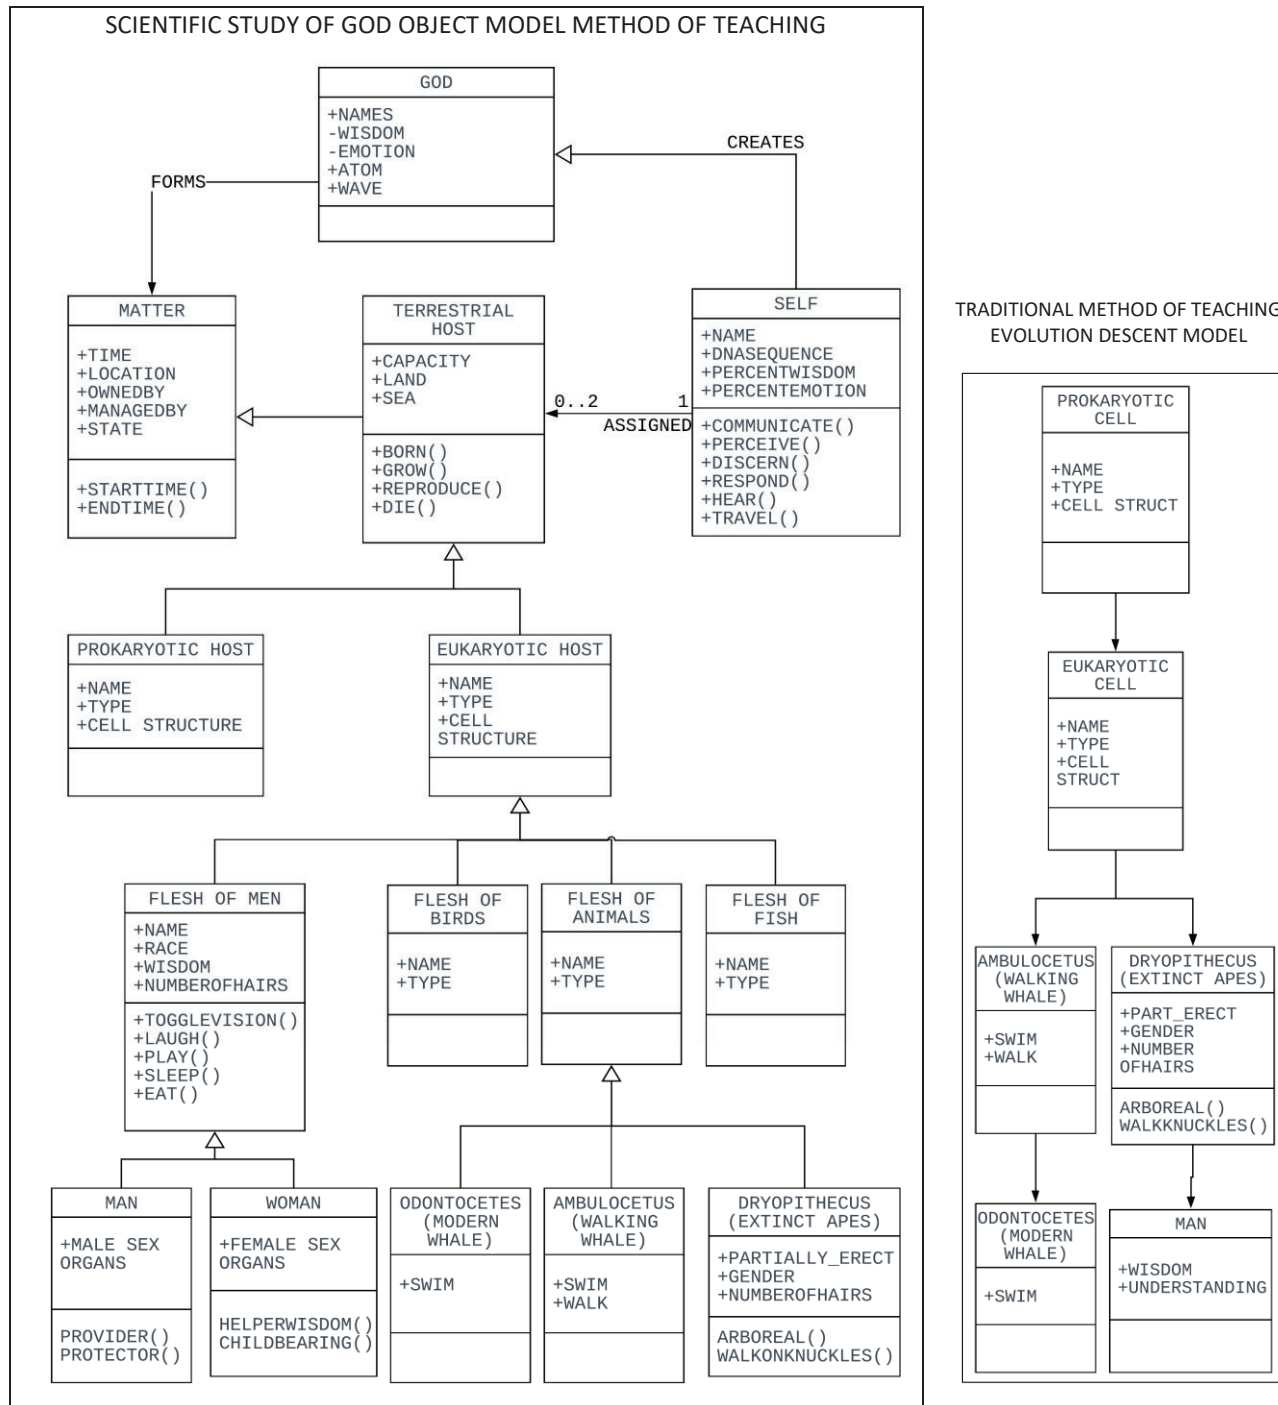 SCIENTIFIC STUDY OF GOD OBJECT MODEL METHOD OF TEACHING
GOD
+NAMES
-WISDOM
-EMOTION
+ATOM
+WAVE
CREATES
FORMS
MATTER
+TIME
+LOCATION
+OWNEDBY
+MANAGEDBY
+STATE
+STARTTIME()
+ENDTIME()
TERRESTRIAL
HOST
+CAPACITY
+LAND
+SEA
+BORN()
+GROW()
+REPRODUCE()
+DIE()
0..2
1
ASSIGNED
SELF
+NAME
+DNASEQUENCE
+PERCENTWISDOM
+PERCENTEMOTION
+COMMUNICATE()
+PERCEIVE()
+DISCERN()
+RESPOND()
+HEAR()
+TRAVEL()
PROKARYOTIC HOST
+NAME
+TYPE
+CELL STRUCTURE
EUKARYOTIC HOST
+NAME
+TYPE
+CELL
STRUCTURE
FLESH OF MEN
+NAME
+RACE
+WISDOM
+NUMBEROFHAIRS
+TOGGLEVISION()
+LAUGH()
+PLAY()
+SLEEP()
+EAT()
FLESH OF
BIRDS
+NAME
+TYPE
FLESH OF
ANIMALS
+NAME
+TYPE
FLESH OF
FISH
+NAME
+TYPE
MAN
+MALE SEX
ORGANS
PROVIDER()
PROTECTOR()
WOMAN
+FEMALE SEX
ORGANS
HELPERWISDOM()
CHILDBEARING()
ODONTOCETES
(MODERN
WHALE)
+SWIM
AMBULOCETUS
(WALKING
WHALE)
+SWIM
+WALK
DRYOPITHECUS
(EXTINCT APES)
+PARTIALLY_ERECT
+GENDER
+NUMBEROFHAIRS
ARBOREAL()
WALKONKNUCKLES()
TRADITIONAL METHOD OF TEACHING
EVOLUTION DESCENT MODEL
PROKARYOTIC
CELL
+NAME
+TYPE
+CELL STRUCT
EUKARYOTIC
CELL
+NAME
+TYPE
+CELL
STRUCT
AMBULOCETUS
(WALKING
WHALE)
+SWIM
+WALK
DRYOPITHECUS
(EXTINCT APES)
+PART_ERECT
+GENDER
+NUMBER
OFHAIRS
ARBOREAL()
WALKKNUCKLES()
ODONTOCETES
(MODERN
WHALE)
+SWIM
MAN
+WISDOM
+UNDERSTANDING